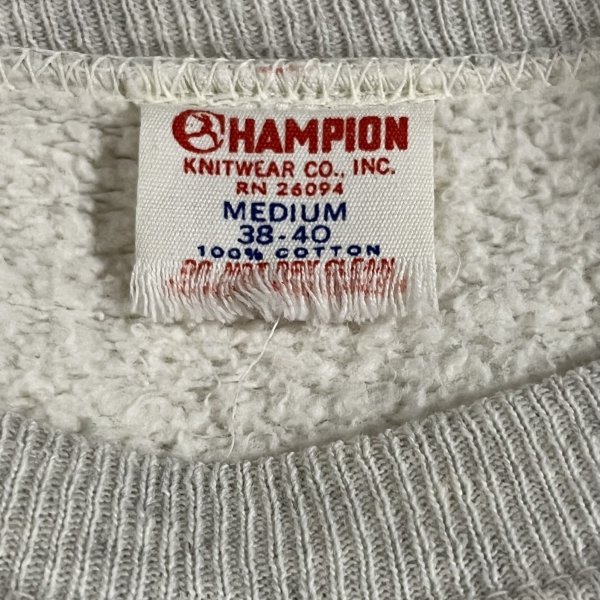 CHAMPION
KNITWEAR CO., INC.
RN 26094
MEDIUM
38-40
100% COTTON
DO NOT DRY CLEAN